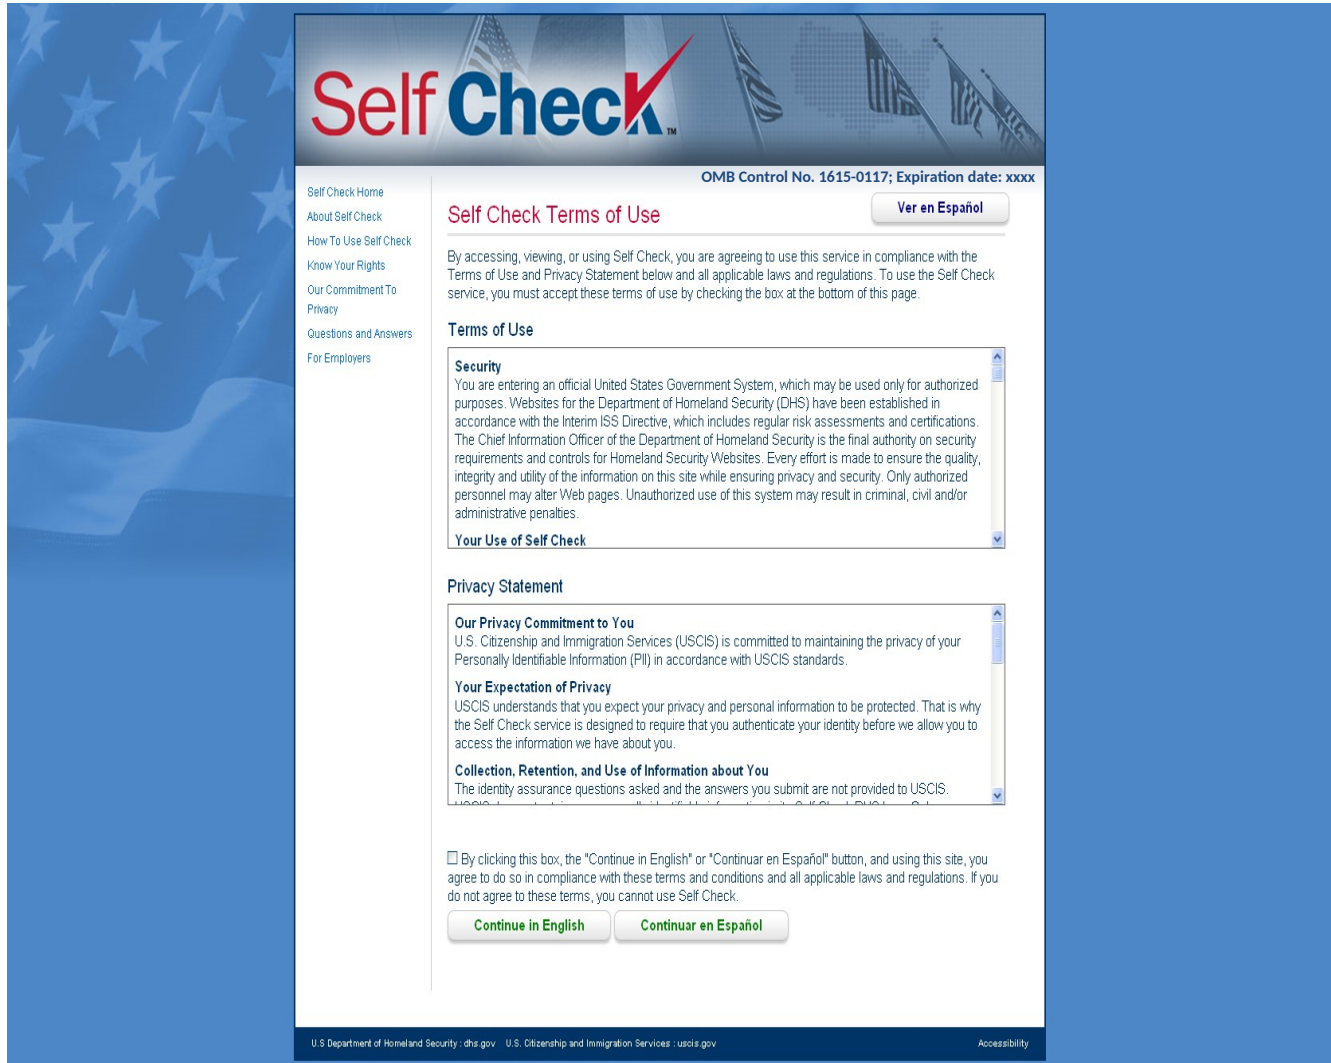 Self Check™
OMB Control No. 1615-0117; Expiration date: xxxx
Self Check Home
About Self Check
How To Use Self Check
Know Your Rights
Our Commitment To
Privacy
Questions and Answers
For Employers
Self Check Terms of Use
Ver en Español
By accessing, viewing, or using Self Check, you are agreeing to use this service in compliance with the
Terms of Use and Privacy Statement below and all applicable laws and regulations. To use the Self Check
service, you must accept these terms of use by checking the box at the bottom of this page.
Terms of Use
Security
You are entering an official United States Government System, which may be used only for authorized
purposes. Websites for the Department of Homeland Security (DHS) have been established in
accordance with the Interim ISS Directive, which includes regular risk assessments and certifications.
The Chief Information Officer of the Department of Homeland Security is the final authority on security
requirements and controls for Homeland Security Websites. Every effort is made to ensure the quality,
integrity and utility of the information on this site while ensuring privacy and security. Only authorized
personnel may alter Web pages. Unauthorized use of this system may result in criminal, civil and/or
administrative penalties.
Your Use of Self Check
Privacy Statement
Our Privacy Commitment to You
U.S. Citizenship and Immigration Services (USCIS) is committed to maintaining the privacy of your
Personally Identifiable Information (PII) in accordance with USCIS standards.
Your Expectation of Privacy
USCIS understands that you expect your privacy and personal information to be protected. That is why
the Self Check service is designed to require that you authenticate your identity before we allow you to
access the information we have about you.
Collection, Retention, and Use of Information about You
The identity assurance questions asked and the answers you submit are not provided to USCIS.
By clicking this box, the "Continue in English" or "Continuar en Español" button, and using this site, you
agree to do so in compliance with these terms and conditions and all applicable laws and regulations. If you
do not agree to these terms, you cannot use Self Check.
Continue in English
Continuar en Español
U.S Department of Homeland Security : dhs.gov U.S. Citizenship and Immigration Services : uscis.gov
Accessibility